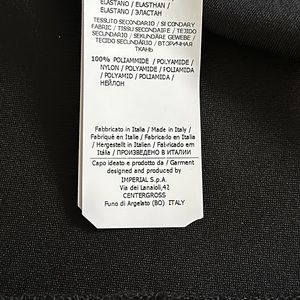 ELASTANO / ELASTHAN /
ELASTANO / ЭЛАСТАН
TESSUTO SECONDARIO / SECONDARY
FABRIC / TISSU SECONDAIRE / TEJIDO
SECUNDARIO / SEKUNDÄRE GEWEBE /
TECIDO SECUNDÁRIO / ВТОРИЧНАЯ
ТКАНЬ
100% POLIAMMIDE / POLYAMIDE /
NYLON / POLYAMIDE / POLIAMIDA
/ POLYAMID / POLIAMIDA /
НЕЙЛОН
Fabbricato in Italia / Made in Italy /
Fabriqué en Italie / Fabricado en Italia
/ Hergestellt in Italien / Fabricado em
Itália / ПРОИЗВЕДЕНО В ИТАЛИИ
Capo ideato e prodotto da / Garment
designed and produced by
IMPERIAL S.p.A
Via dei Lanaioli,42
CENTERGROSS
Funo di Argelato (BO) ITALY